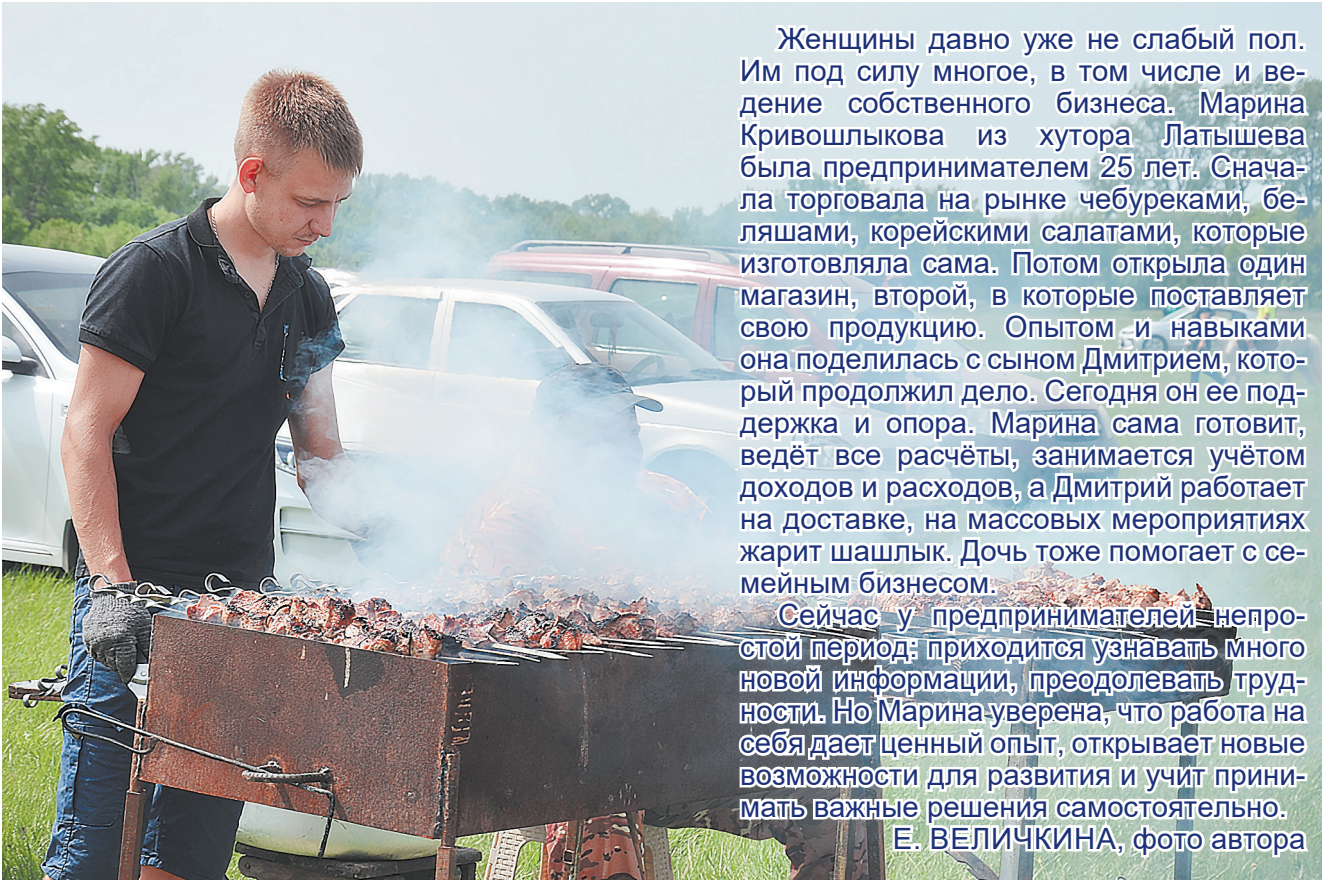 Женщины давно уже не слабый пол.
Им под силу многое, в том числе и ве-
дение собственного бизнеса. Марина
Кривошлыкова из хутора Латышева
была предпринимателем 25 лет. Снача-
ла торговала на рынке чебуреками, бе-
ляшами, корейскими салатами, которые
изготовляла сама. Потом открыла один
магазин, второй, в которые поставляет
свою продукцию. Опытом и навыками
она поделилась с сыном Дмитрием, кото-
рый продолжил дело. Сегодня он ее под-
держка и опора. Марина сама готовит,
ведёт все расчёты, занимается учётом
доходов и расходов, а Дмитрий работает
на доставке, на массовых мероприятиях
жарит шашлык. Дочь тоже помогает с се-
мейным бизнесом.
Сейчас у предпринимателей непро-
стой период: приходится узнавать много
новой информации, преодолевать труд-
ности. Но Марина уверена, что работа на
себя дает ценный опыт, открывает новые
возможности для развития и учит прини-
мать важные решения самостоятельно.
Е. ВЕЛИЧКИНА, фото автора